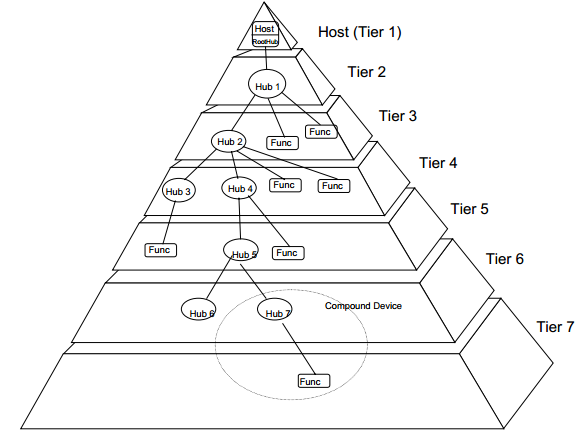 Host
RootHub
Host (Tier 1)
Tier 2
Hub 1
Tier 3
Hub 2
Func
Func
Tier 4
Hub 3
Hub 4
Func
Func
Tier 5
Func
Hub 5
Func
Tier 6
Hub 6
Hub 7
Compound Device
Tier 7
Func